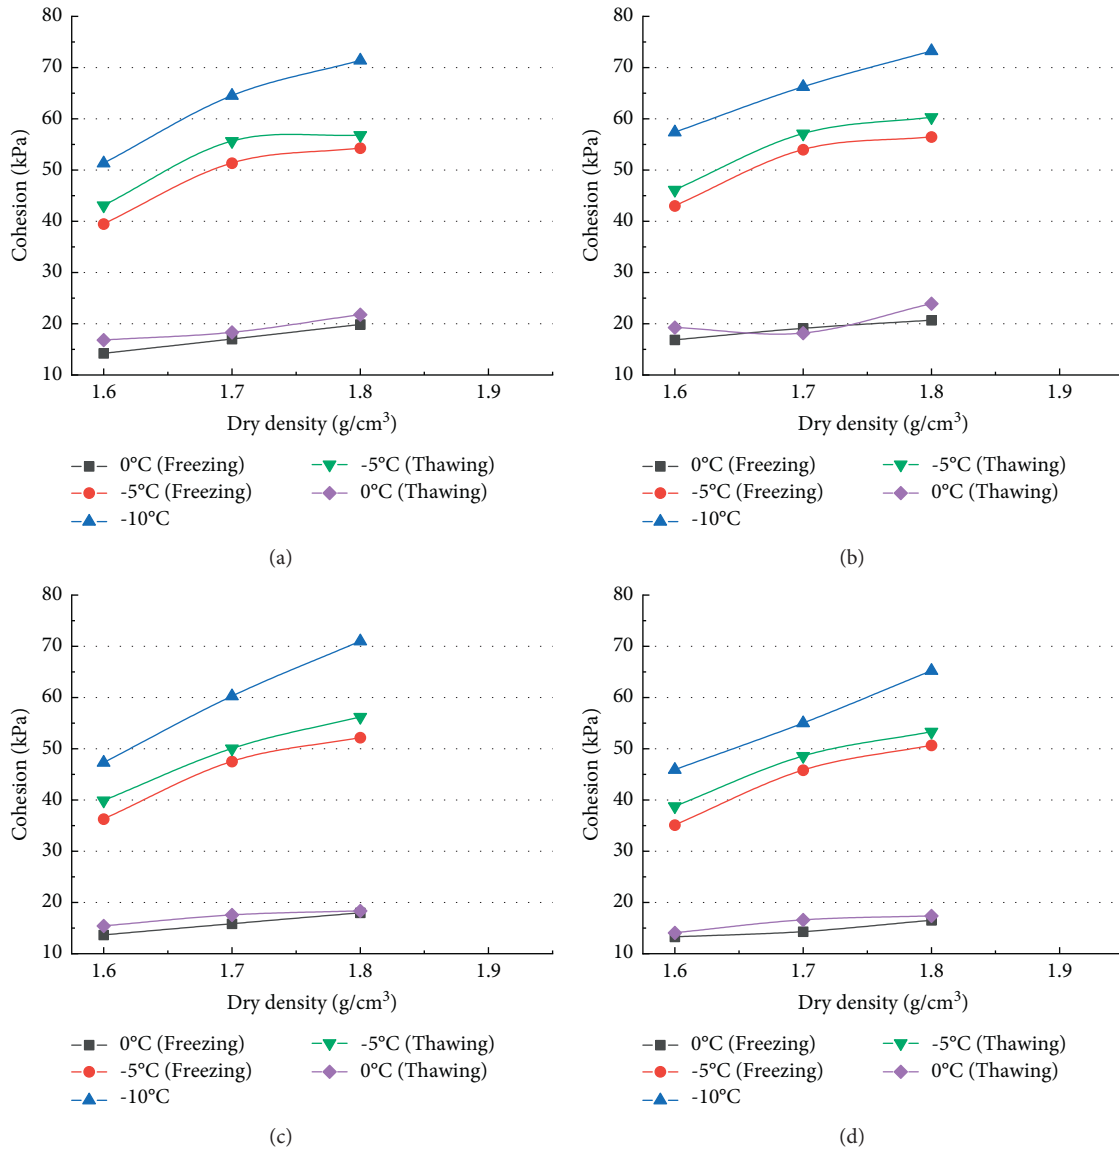 80
70
60
50
40
30
20
10
Cohesion (kPa)
1.6 1.7 1.8 1.9
Dry density (g/cm³)
0°C (Freezing)
-5°C (Freezing)
-10°C
-5°C (Thawing)
0°C (Thawing)
(a)
80
70
60
50
40
30
20
10
Cohesion (kPa)
1.6 1.7 1.8 1.9
Dry density (g/cm³)
0°C (Freezing)
-5°C (Freezing)
-10°C
-5°C (Thawing)
0°C (Thawing)
(b)
80
70
60
50
40
30
20
10
Cohesion (kPa)
1.6 1.7 1.8 1.9
Dry density (g/cm³)
0°C (Freezing)
-5°C (Freezing)
-10°C
-5°C (Thawing)
0°C (Thawing)
(c)
80
70
60
50
40
30
20
10
Cohesion (kPa)
1.6 1.7 1.8 1.9
Dry density (g/cm³)
0°C (Freezing)
-5°C (Freezing)
-10°C
-5°C (Thawing)
0°C (Thawing)
(d)